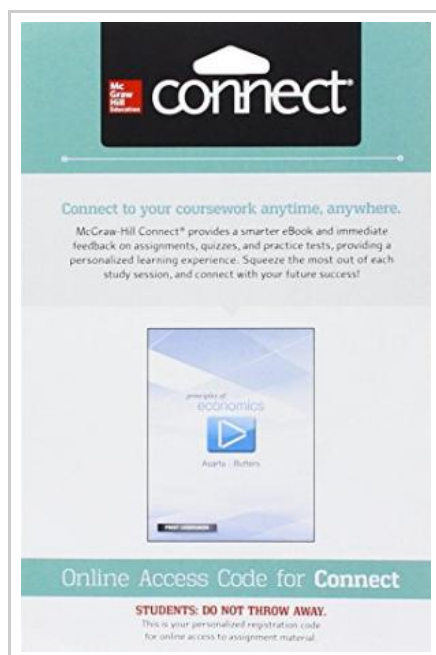 Mc
Graw
Hill
Education
connect®
Connect to your coursework anytime, anywhere.
McGraw-Hill Connect® provides a smarter eBook and immediate
feedback on assignments, quizzes, and practice tests, providing a
personalized learning experience. Squeeze the most out of each
study session, and connect with your future success!
principles of
economics
Asarta | Butters
FIRST EDITION
Online Access Code for Connect
STUDENTS: DO NOT THROW AWAY.
This is your personalized registration code
for online access to assignment material.